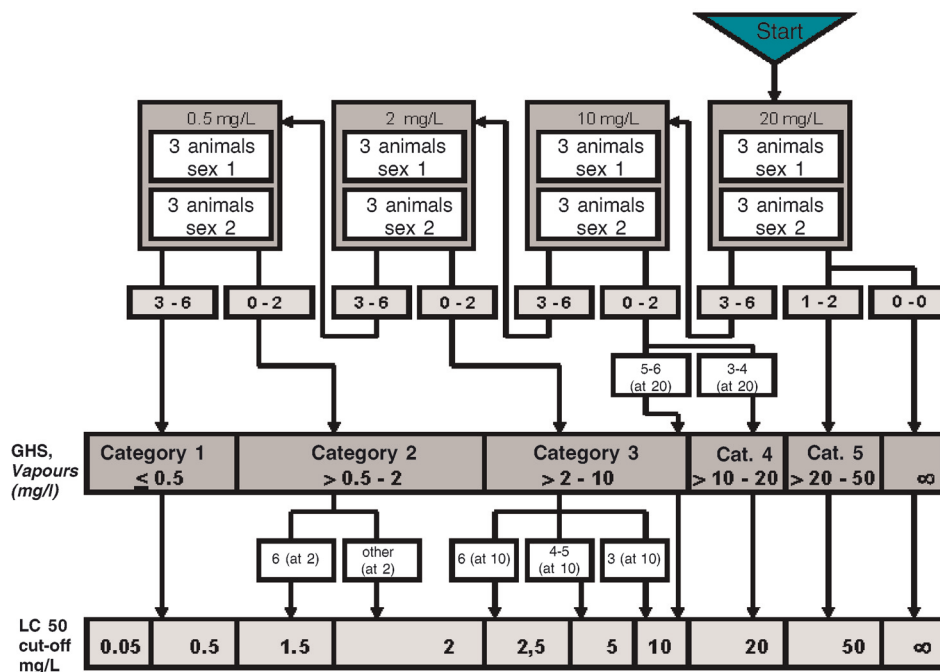 Start
0.5 mg/L
2 mg/L
10 mg/L
20 mg/L
3 animals
sex 1
3 animals
sex 1
3 animals
sex 1
3 animals
sex 1
3 animals
sex 2
3 animals
sex 2
3 animals
sex 2
3 animals
sex 2
3 - 6
0 - 2
3 - 6
0 - 2
3 - 6
0 - 2
3 - 6
1 - 2
0 - 0
5-6
(at 20)
3-4
(at 20)
GHS,
Vapours
(mg/l)
Category 1
≤ 0.5
Category 2
> 0.5 - 2
Category 3
> 2 - 10
Cat. 4
> 10 - 20
Cat. 5
> 20 - 50
∞
6 (at 2)
other
(at 2)
6 (at 10)
4-5
(at 10)
3 (at 10)
LC 50
cut-off
mg/L
0.05
0.5
1.5
2
2,5
5
10
20
50
∞